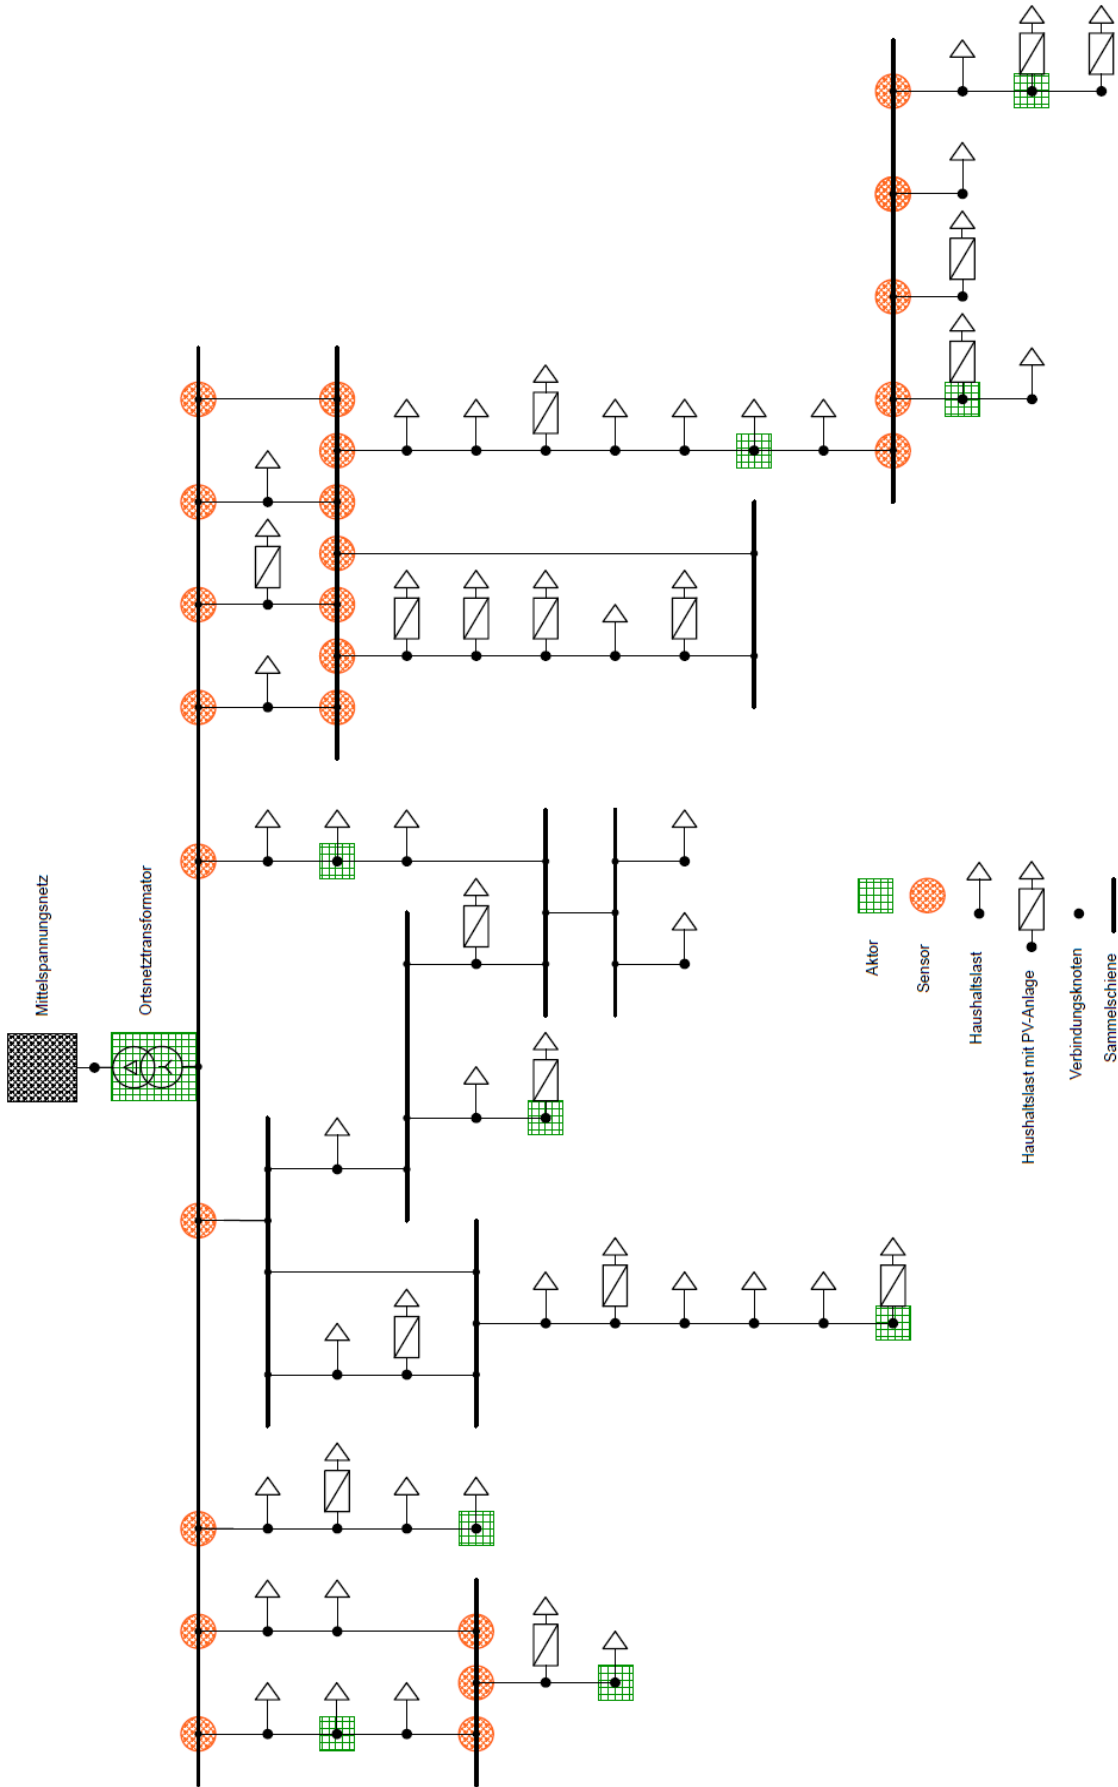 Mittelspannungsnetz
Ortsnetztransformator
Aktor
Sensor
Haushaltslast
Haushaltslast mit PV-Anlage
Verbindungsknoten
Sammelschiene